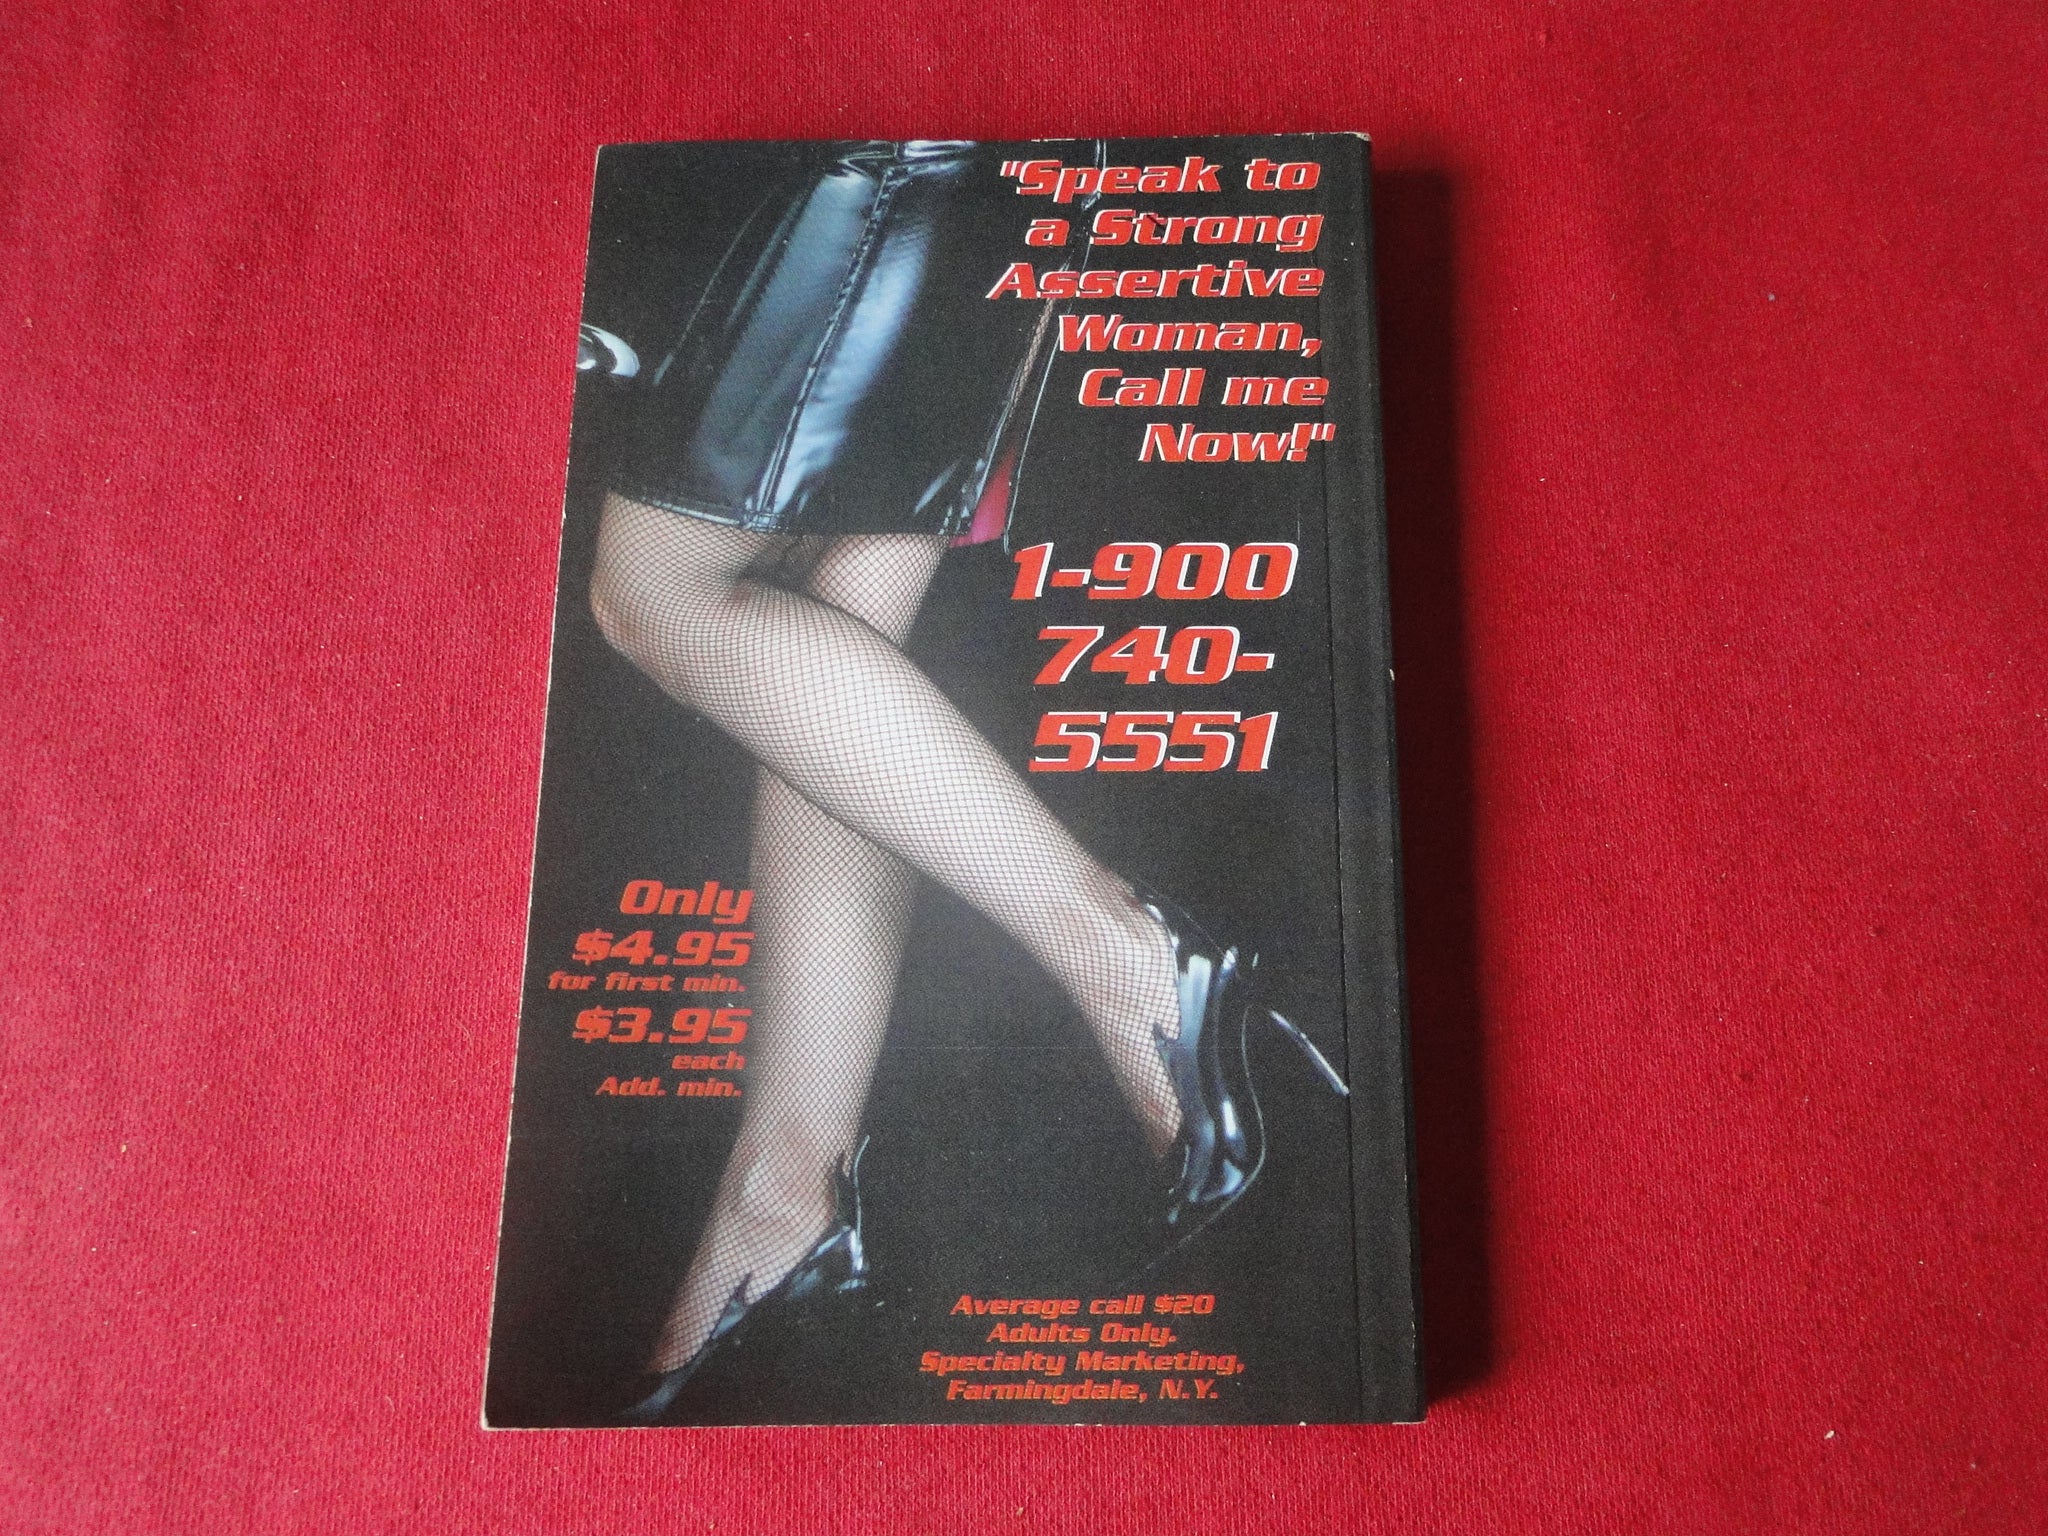 "Speak to
a Strong
Assertive
Woman,
Call me
Now!"
1-900
740-
5551
Only
$4.95
for first min.
$3.95
each
Add. min.
Average call $20
Adults Only.
Specialty Marketing,
Farmingdale, N.Y.